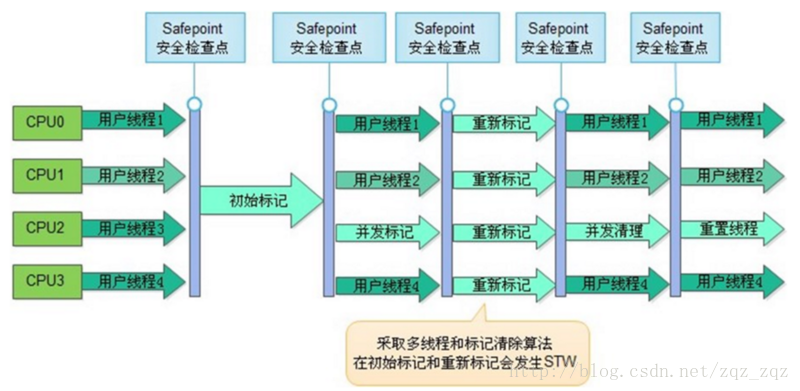 Safepoint
安全检查点
Safepoint
安全检查点
Safepoint
安全检查点
Safepoint
安全检查点
Safepoint
安全检查点
CPU0
用户线程1
用户线程1
重新标记
用户线程1
用户线程1
CPU1
用户线程2
用户线程2
重新标记
用户线程2
用户线程2
初始标记
CPU2
用户线程3
并发标记
重新标记
并发清理
重置线程
CPU3
用户线程4
用户线程4
重新标记
用户线程4
用户线程4
采取多线程和标记清除算法
在初始标记和重新标记会发生STW
http://blog.csdn.net/zqz_zqz